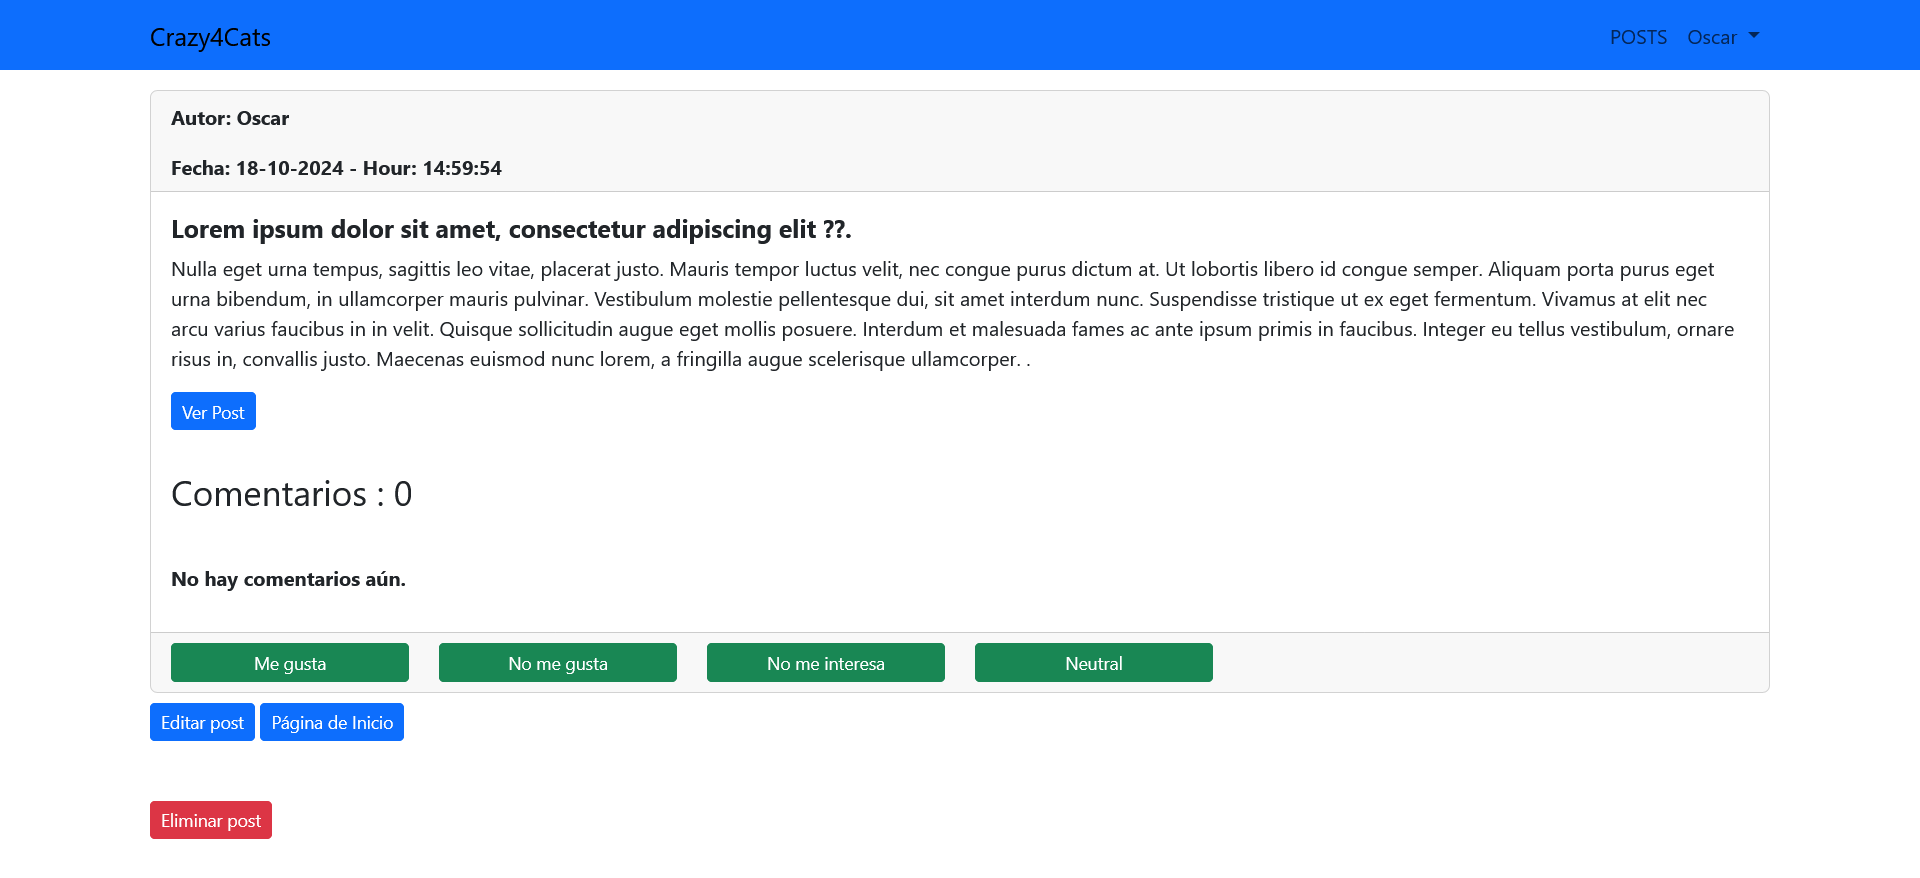 Crazy4Cats
POSTS
Oscar
Autor: Oscar
Fecha: 18-10-2024 - Hour: 14:59:54
Lorem ipsum dolor sit amet, consectetur adipiscing elit ??.
Nulla eget urna tempus, sagittis leo vitae, placerat justo. Mauris tempor luctus velit, nec congue purus dictum at. Ut lobortis libero id congue semper. Aliquam porta purus eget
urna bibendum, in ullamcorper mauris pulvinar. Vestibulum molestie pellentesque dui, sit amet interdum nunc. Suspendisse tristique ut ex eget fermentum. Vivamus at elit nec
arcu varius faucibus in in velit. Quisque sollicitudin augue eget mollis posuere. Interdum et malesuada fames ac ante ipsum primis in faucibus. Integer eu tellus vestibulum, ornare
risus in, convallis justo. Maecenas euismod nunc lorem, a fringilla augue scelerisque ullamcorper. .
Ver Post
Comentarios : 0
No hay comentarios aún.
Me gusta
No me gusta
No me interesa
Neutral
Editar post
Página de Inicio
Eliminar post